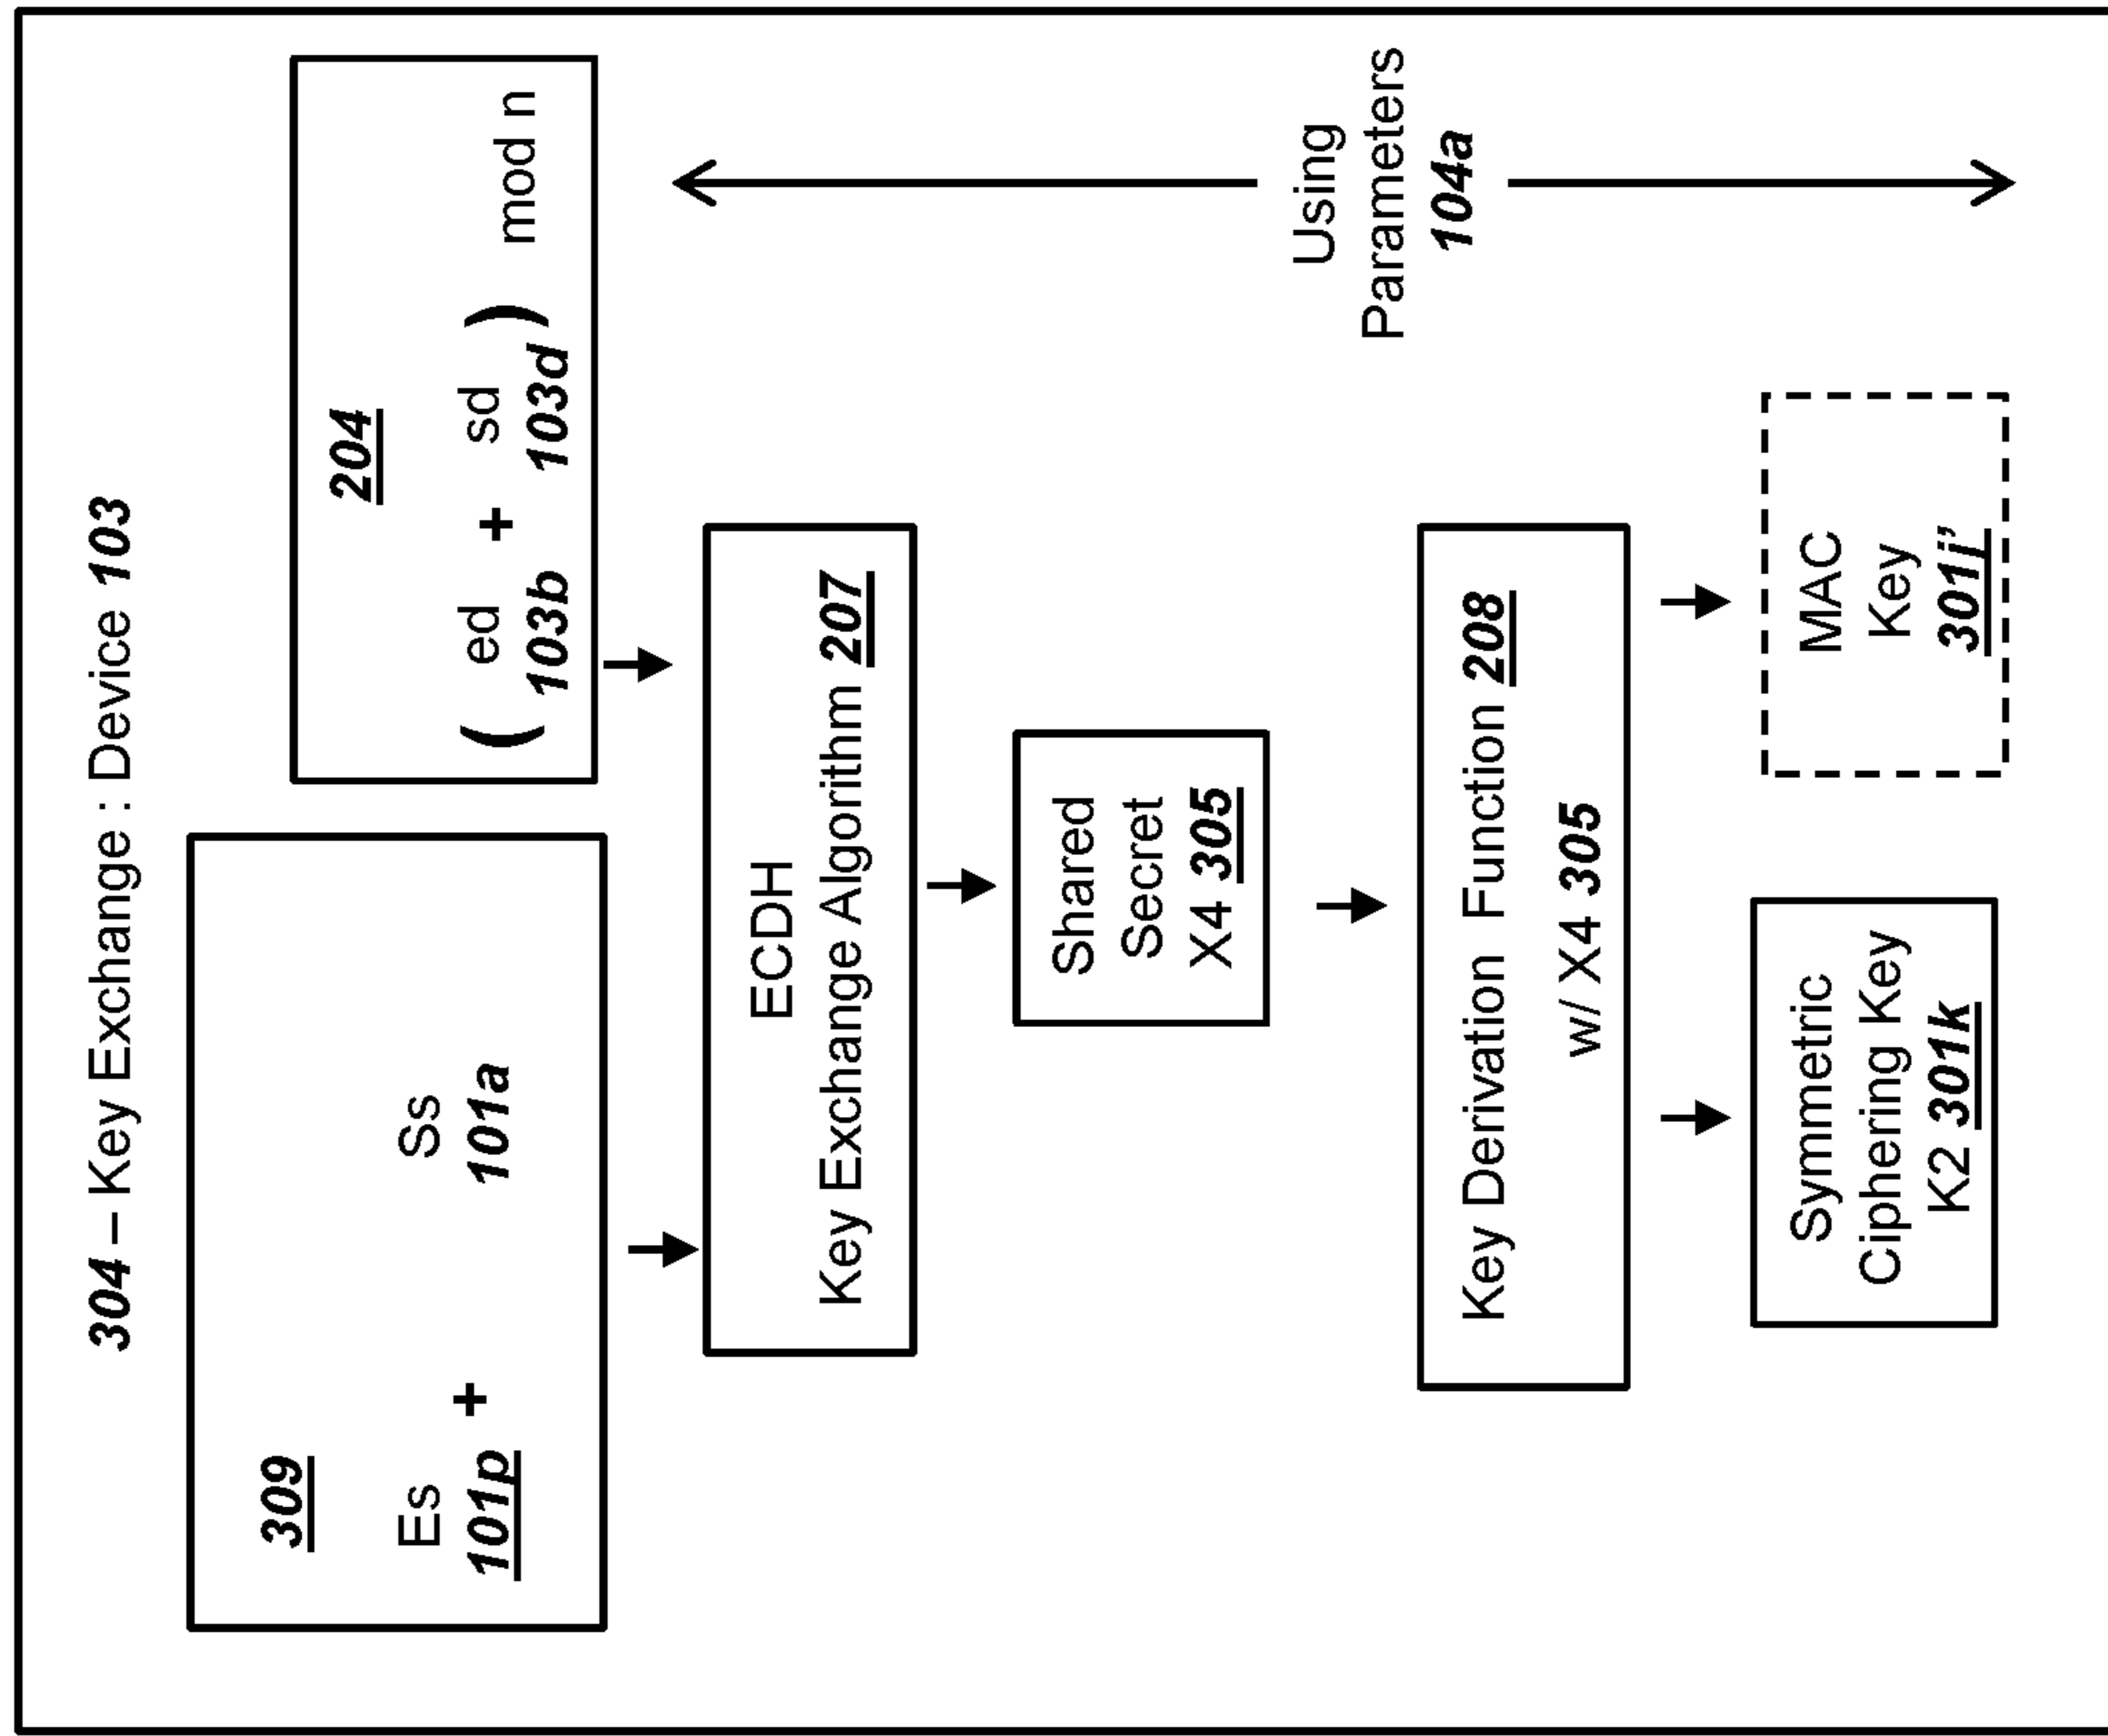 304 – Key Exchange : Device 103
309
Es + Ss
101p 101a
204
( ed + sd ) mod n
103b 103d
ECDH
Key Exchange Algorithm 207
Shared
Secret
X4 305
Key Derivation Function 208
w/ X4 305
Symmetric
Ciphering Key
K2 301k
MAC
Key
301j'
Using
Parameters
104a